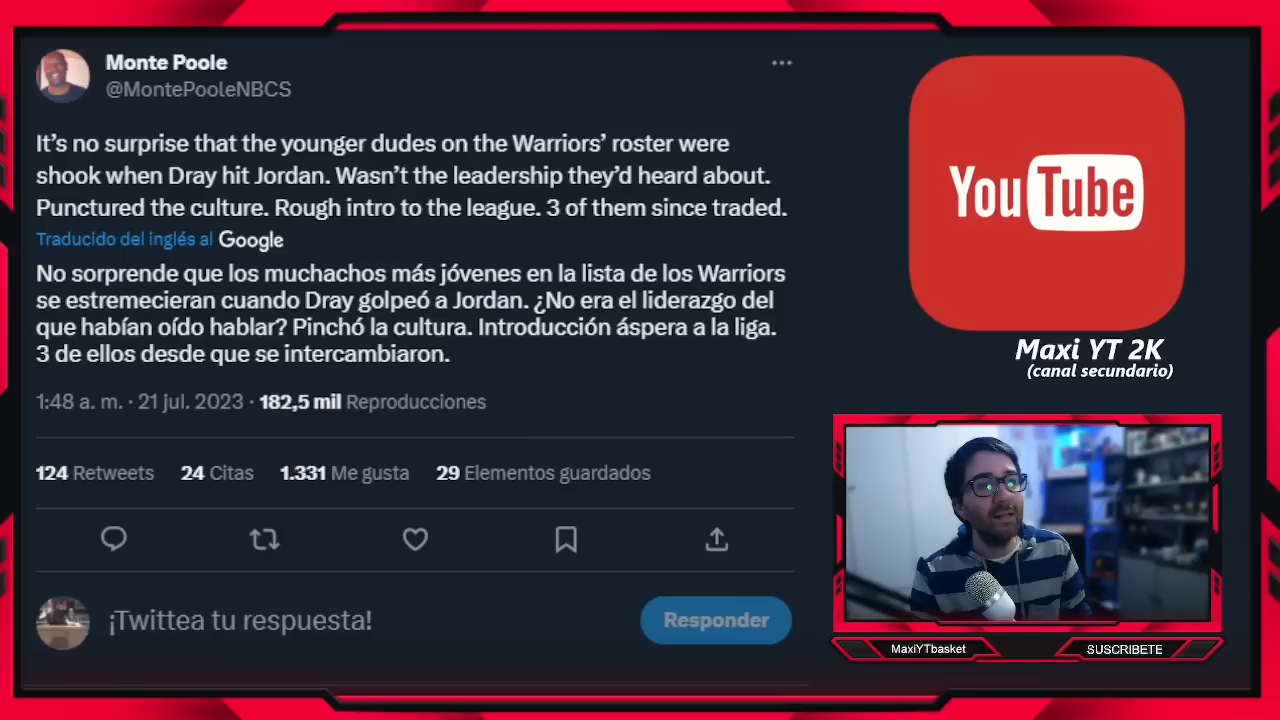 Monte Poole
@MontePooleNBCS
It’s no surprise that the younger dudes on the Warriors’ roster were
shook when Dray hit Jordan. Wasn’t the leadership they’d heard about.
Punctured the culture. Rough intro to the league. 3 of them since traded.
Traducido del inglés al Google
No sorprende que los muchachos más jóvenes en la lista de los Warriors
se estremecieran cuando Dray golpeó a Jordan. ¿No era el liderazgo del
que habían oído hablar? Pinchó la cultura. Introducción áspera a la liga.
3 de ellos desde que se intercambiaron.
1:48 a. m. · 21 jul. 2023 · 182,5 mil Reproducciones
124 Retweets 24 Citas 1.331 Me gusta 29 Elementos guardados
¡Twittea tu respuesta!
Responder
YouTube
Maxi YT 2K
(canal secundario)
MaxiYTbasket
SUSCRIBETE